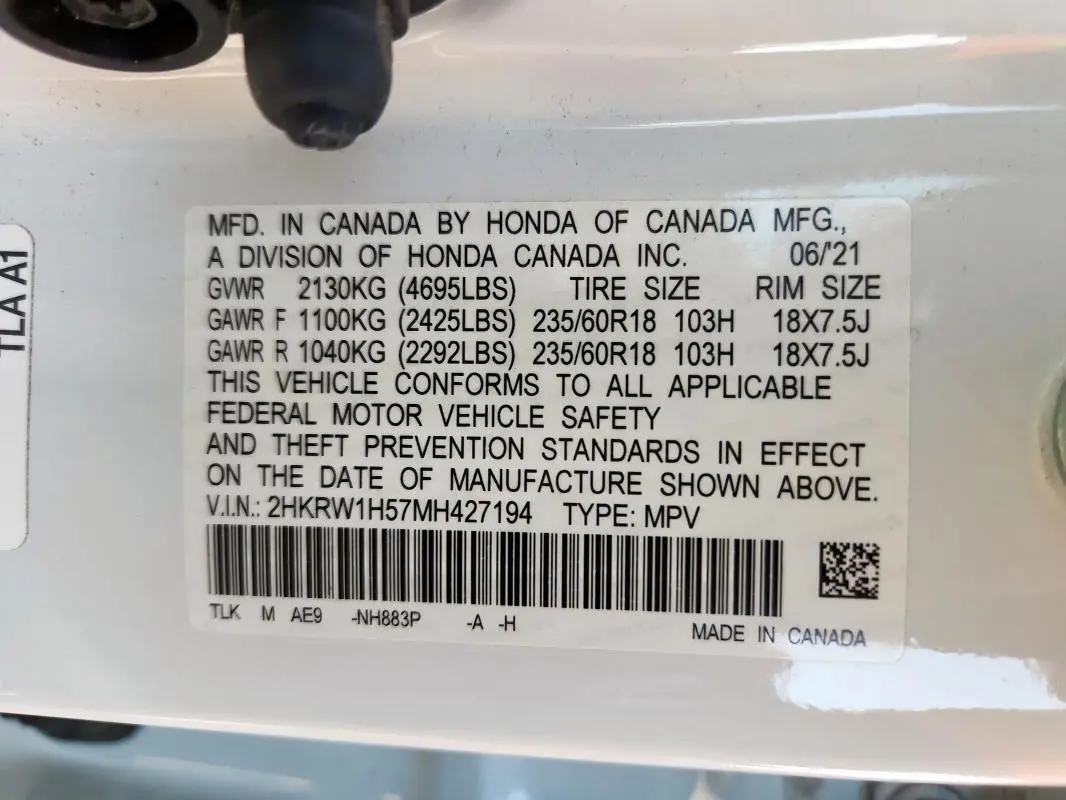 MFD. IN CANADA BY HONDA OF CANADA MFG.,
A DIVISION OF HONDA CANADA INC. 06/'21
GVWR 2130KG (4695LBS) TIRE SIZE RIM SIZE
GAWR F 1100KG (2425LBS) 235/60R18 103H 18X7.5J
GAWR R 1040KG (2292LBS) 235/60R18 103H 18X7.5J
THIS VEHICLE CONFORMS TO ALL APPLICABLE
FEDERAL MOTOR VEHICLE SAFETY
AND THEFT PREVENTION STANDARDS IN EFFECT
ON THE DATE OF MANUFACTURE SHOWN ABOVE.
V.I.N.: 2HKRW1H57MH427194 TYPE: MPV
TLK M AE9 -NH883P -A -H
MADE IN CANADA
TLA A1